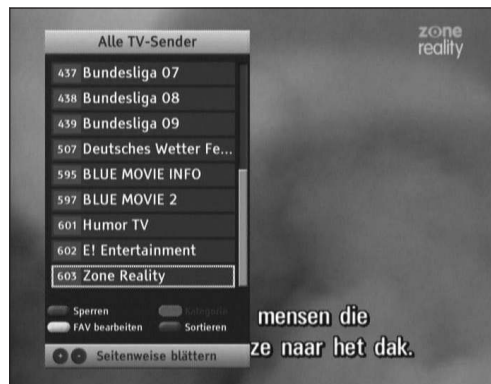 Alle TV-Sender
zone
reality
437 Bundesliga 07
438 Bundesliga 08
439 Bundesliga 09
507 Deutsches Wetter Fe...
595 BLUE MOVIE INFO
597 BLUE MOVIE 2
601 Humor TV
602 E! Entertainment
603 Zone Reality
Sperren Kategorie
FAV bearbeiten Sortieren
Seitenweise blättern
mensen die
ze naar het dak.